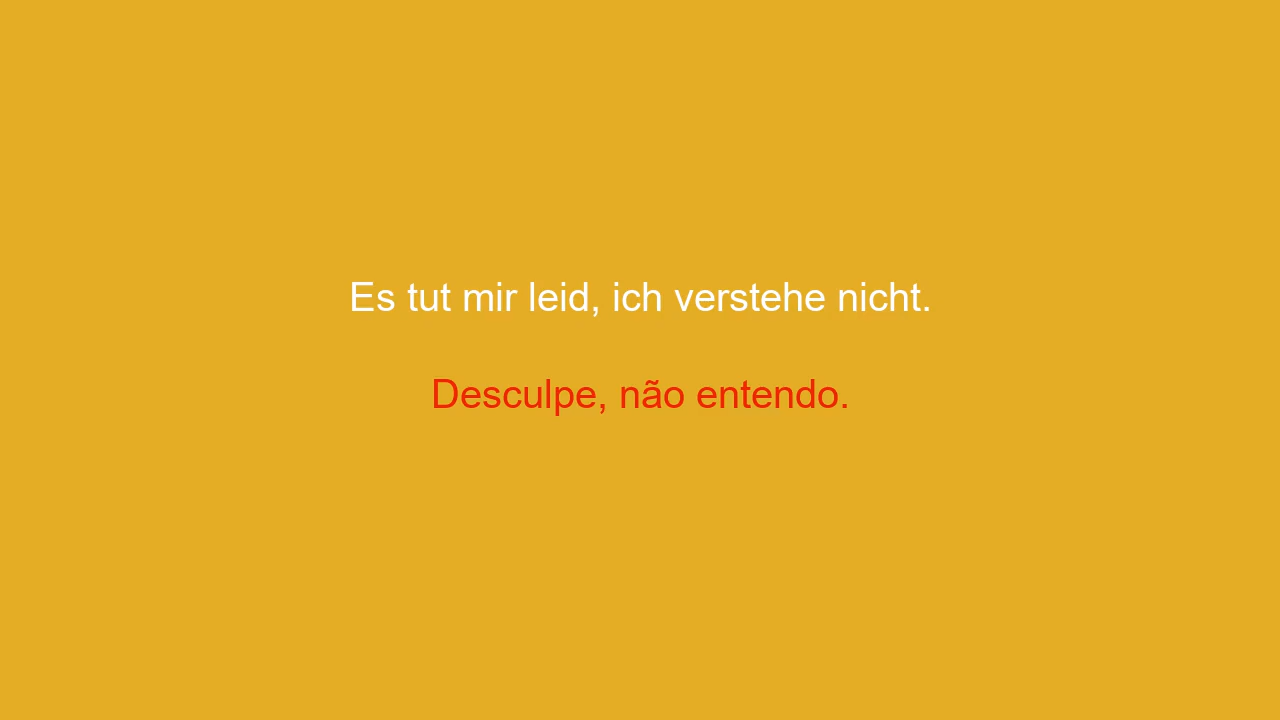 Es tut mir leid, ich verstehe nicht.
Desculpe, não entendo.